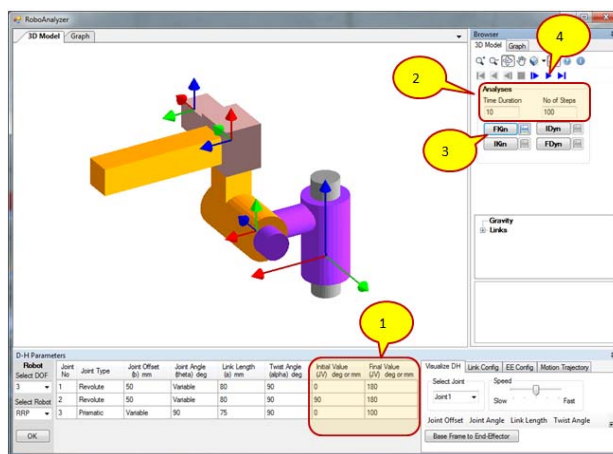 RoboAnalyzer
3D Model Graph
Browser
3D Model Graph
4
2
Analyses
Time Duration No of Steps
10 100
FKin IDyn
IKin FDyn
3
Gravity
Links
1
D-H Parameters
Robot
Select DOF
3
Select Robot
RRP
OK
Joint No Joint Type Joint Offset (b) mm Joint Angle (theta) deg Link Length (a) mm Twist Angle (alpha) deg Initial Value (JV) deg or mm Final Value (JV) deg or mm
1 Revolute 50 Variable 80 90 0 180
2 Revolute 50 Variable 80 90 90 180
3 Prismatic Variable 90 75 90 0 100
Visualize DH Link Config EE Config Motion Trajectory
Select Joint Speed
Joint1
Slow Fast
Joint Offset Joint Angle Link Length Twist Angle
Base Frame to End-Effector